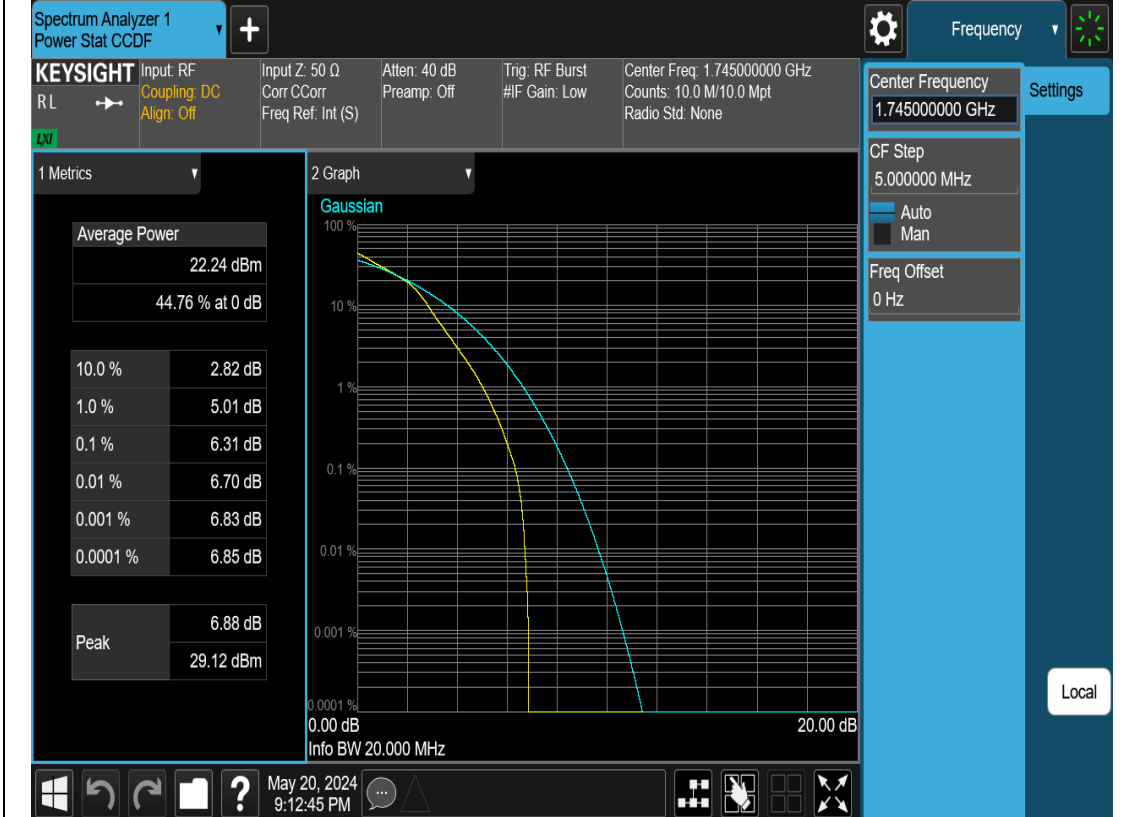 Spectrum Analyzer 1
Power Stat CCDF
Frequency
KEYSIGHT
RL
LXI
Input: RF
Coupling: DC
Align: Off
Input Z: 50 Ω
Corr CCorr
Freq Ref: Int (S)
Atten: 40 dB
Preamp: Off
Trig: RF Burst
#IF Gain: Low
Center Freq: 1.745000000 GHz
Counts: 10.0 M/10.0 Mpt
Radio Std: None
Center Frequency
1.745000000 GHz
Settings
CF Step
5.000000 MHz
Auto
Man
Freq Offset
0 Hz
Local
1 Metrics
Average Power
22.24 dBm
44.76 % at 0 dB
10.0 % 2.82 dB
1.0 % 5.01 dB
0.1 % 6.31 dB
0.01 % 6.70 dB
0.001 % 6.83 dB
0.0001 % 6.85 dB
Peak 6.88 dB
29.12 dBm
2 Graph
Gaussian
100 %
10 %
1 %
0.1 %
0.01 %
0.001 %
0.0001 %
0.00 dB 20.00 dB
Info BW 20.000 MHz
?
May 20, 2024
9:12:45 PM